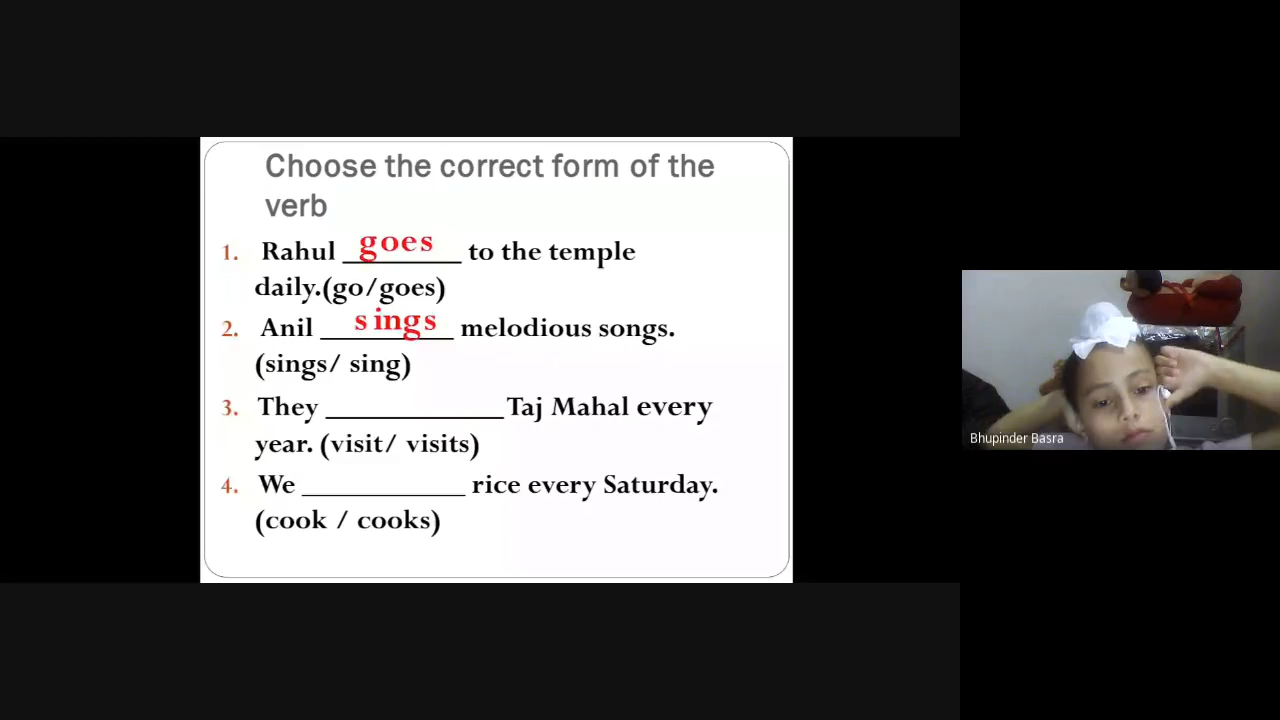 Choose the correct form of the
verb
1. Rahul goes to the temple
daily.(go/goes)
2. Anil sings melodious songs.
(sings/ sing)
3. They ____________ Taj Mahal every
year. (visit/ visits)
4. We ___________ rice every Saturday.
(cook / cooks)
Bhupinder Basra